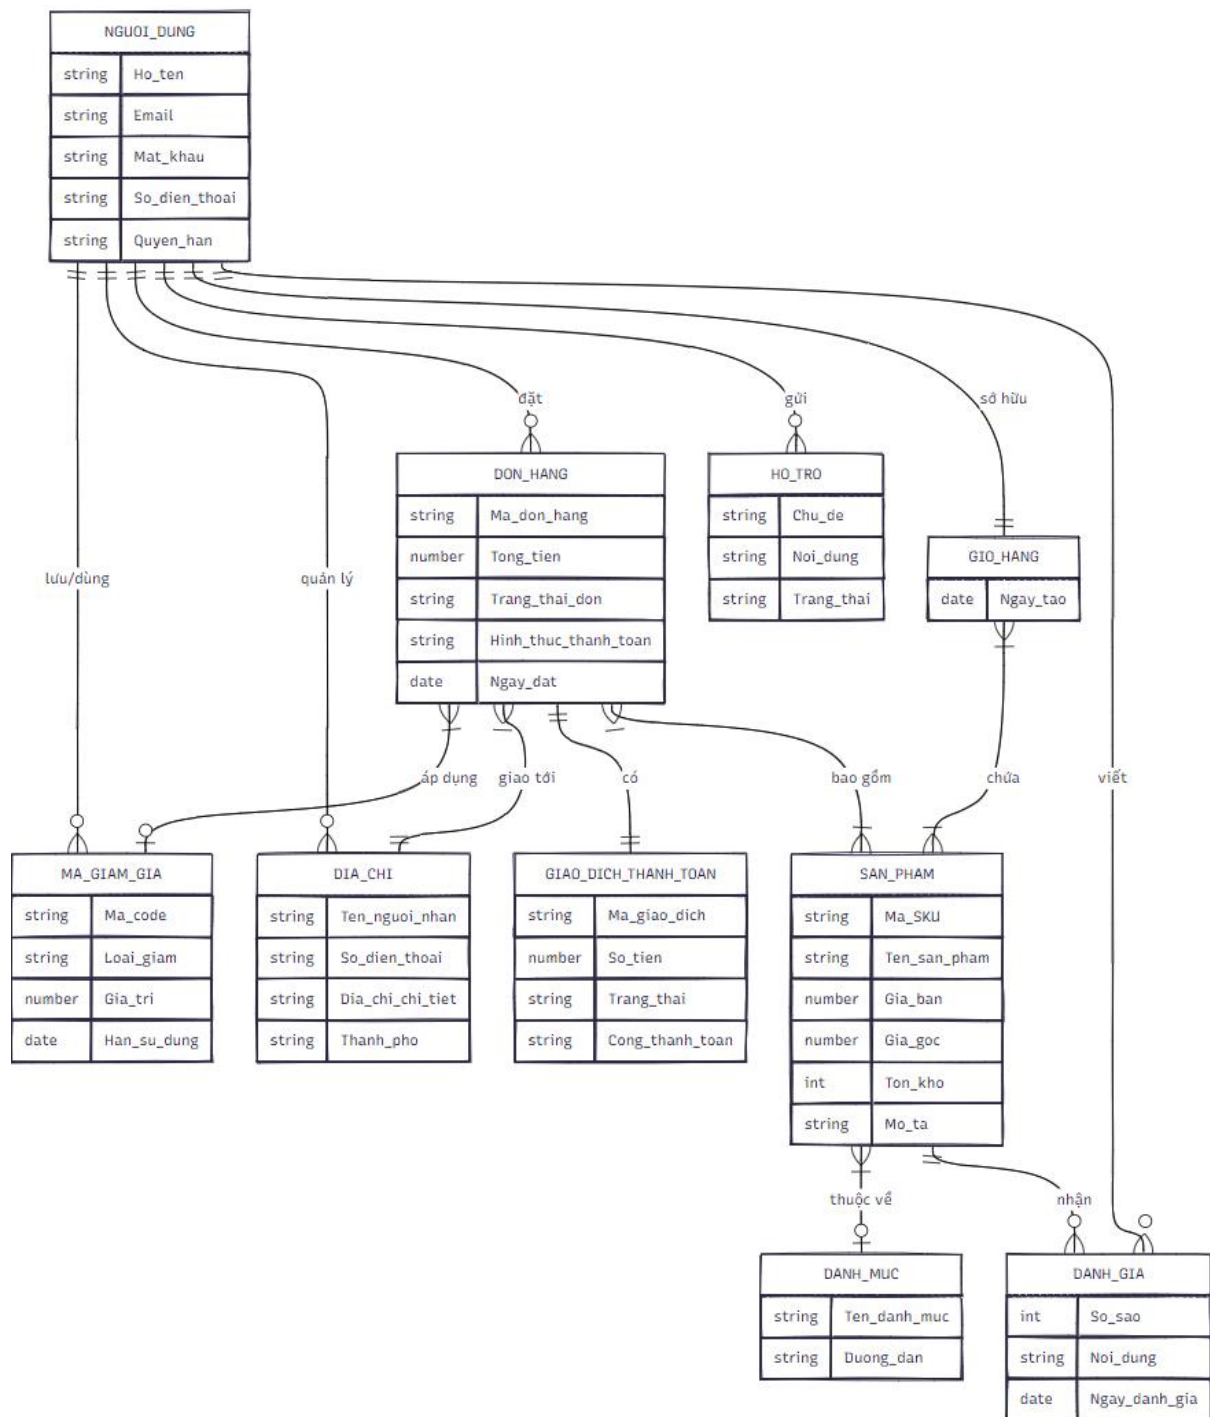 NGUOI_DUNG
string Ho_ten
string Email
string Mat_khau
string So_dien_thoai
string Quyen_han
đặt
gửi
sở hữu
DON_HANG
string Ma_don_hang
number Tong_tien
string Trang_thai_don
string Hinh_thuc_thanh_toan
date Ngay_dat
HO_TRO
string Chu_de
string Noi_dung
string Trang_thai
GIO_HANG
date Ngay_tao
lưu/dùng
quản lý
áp dụng
giao tới
có
bao gồm
chứa
viết
MA_GIAM_GIA
string Ma_code
string Loai_giam
number Gia_tri
date Han_su_dung
DIA_CHI
string Ten_nguoi_nhan
string So_dien_thoai
string Dia_chi_chi_tiet
string Thanh_pho
GIAO_DICH_THANH_TOAN
string Ma_giao_dich
number So_tien
string Trang_thai
string Cong_thanh_toan
SAN_PHAM
string Ma_SKU
string Ten_san_pham
number Gia_ban
number Gia_goc
int Ton_kho
string Mo_ta
thuộc về
nhận
DANH_MUC
string Ten_danh_muc
string Duong_dan
DANH_GIA
int So_sao
string Noi_dung
date Ngay_danh_gia